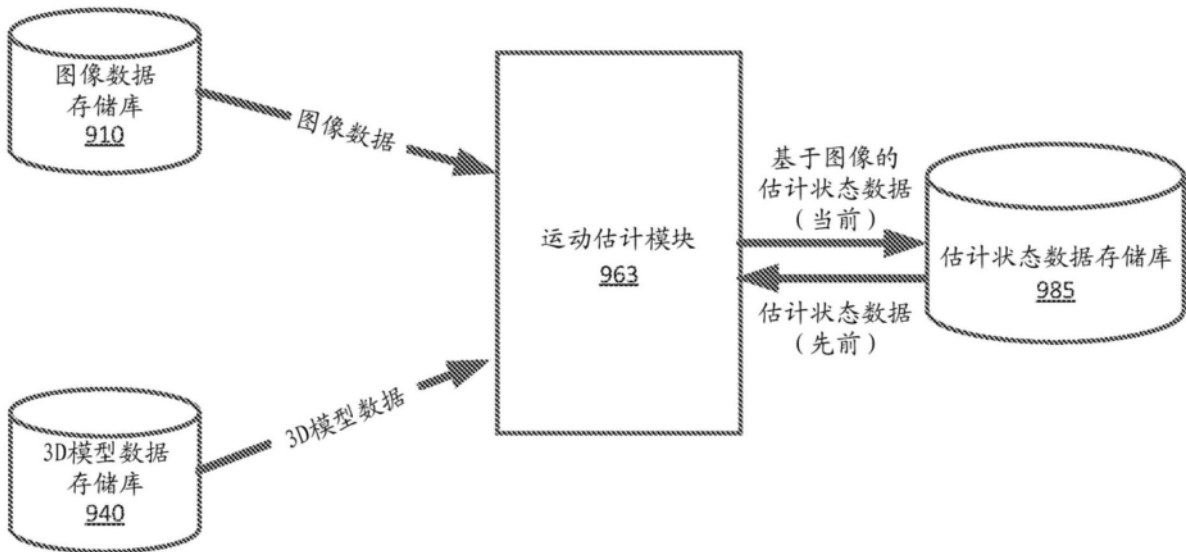 图像数据
存储库
910
图像数据
运动估计模块
963
基于图像的
估计状态数据
（当前）
估计状态数据存储库
985
估计状态数据
（先前）
3D模型数据
3D模型数据
存储库
940